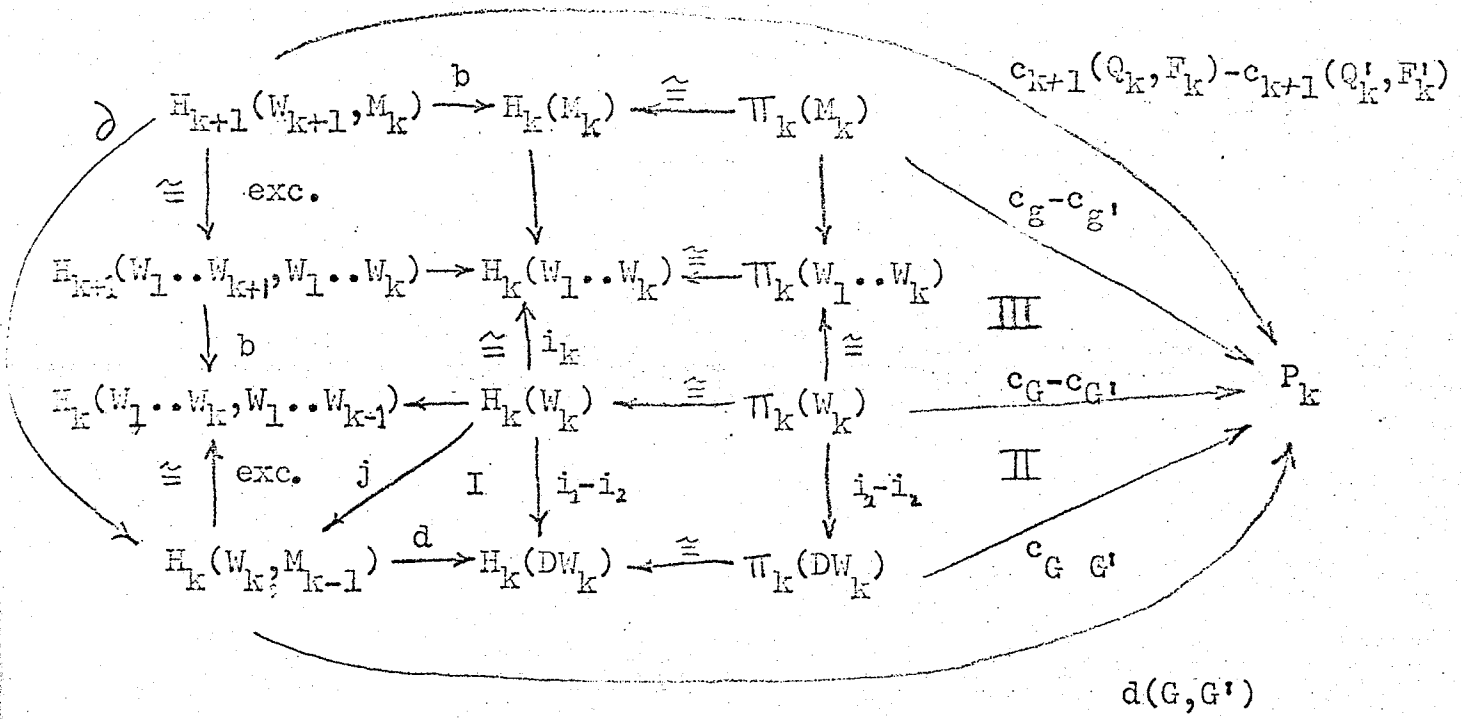 c_{k+1}(Q_k,F_k)-c_{k+1}(Q'_k,F'_k)
∂ H_{k+1}(W_{k+1},M_k) b H_k(M_k) ≅ π_k(M_k)
≅ exc. c_g-c_{g'}
H_{k+1}(W_1..W_{k+1},W_1..W_k) H_k(W_1..W_k) ≅ π_k(W_1..W_k)
III
b ≅ i_k ≅
H_k(W_1..W_k,W_1..W_{k-1}) H_k(W_k) ≅ π_k(W_k) c_G-c_{G'} P_k
≅ exc. j I i_1-i_2 i_1-i_2 II
H_k(W_k,M_{k-1}) d H_k(DW_k) ≅ π_k(DW_k) c_{G G'}
d(G,G')